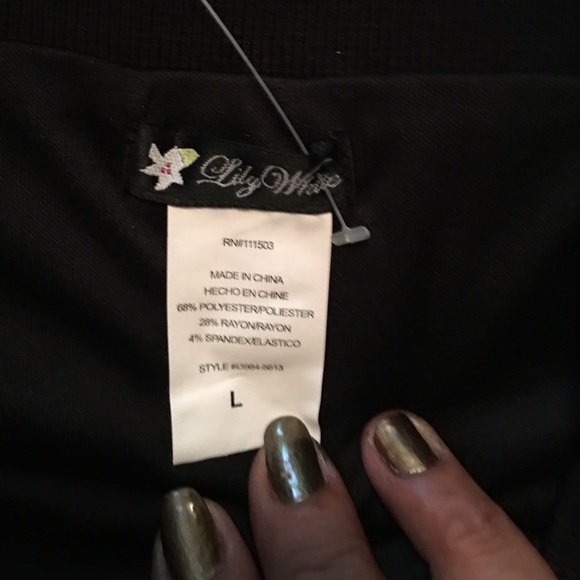 Lily White
RN#111503
MADE IN CHINA
HECHO EN CHINE
68% POLYESTER/POLIESTER
28% RAYON/RAYON
4% SPANDEX/ELASTICO
STYLE
L